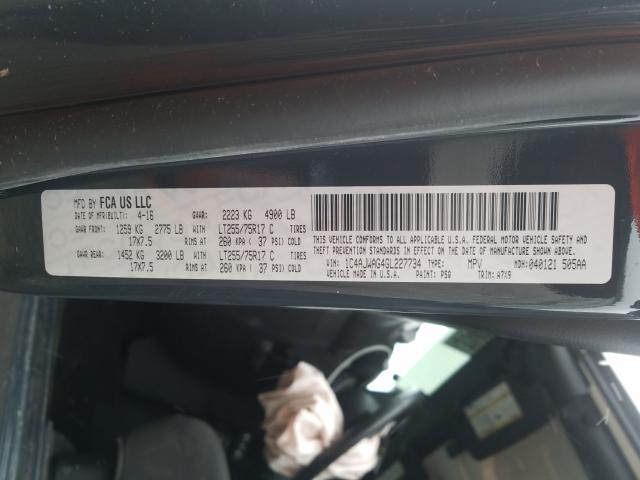 MFD BY FCA US LLC
DATE OF MFR(BUILT): 4-16 GVWR: 2223 KG 4900 LB
GAWR FRONT: 1259 KG 2775 LB WITH LT255/75R17 C TIRES
17X7.5 RIMS AT 260 KPA ( 37 PSI) COLD
GAWR REAR: 1452 KG 3200 LB WITH LT255/75R17 C TIRES
17X7.5 RIMS AT 260 KPA ( 37 PSI) COLD
THIS VEHICLE CONFORMS TO ALL APPLICABLE U.S.A. FEDERAL MOTOR VEHICLE SAFETY AND
THEFT PREVENTION STANDARDS IN EFFECT ON THE DATE OF MANUFACTURE SHOWN ABOVE.
VIN: 1C4AJWAG4GL227734 TYPE: MPV MDH: 040121 505AA
VEHICLE MADE IN U.S.A. PAINT: PSQ TRIM: A7X9